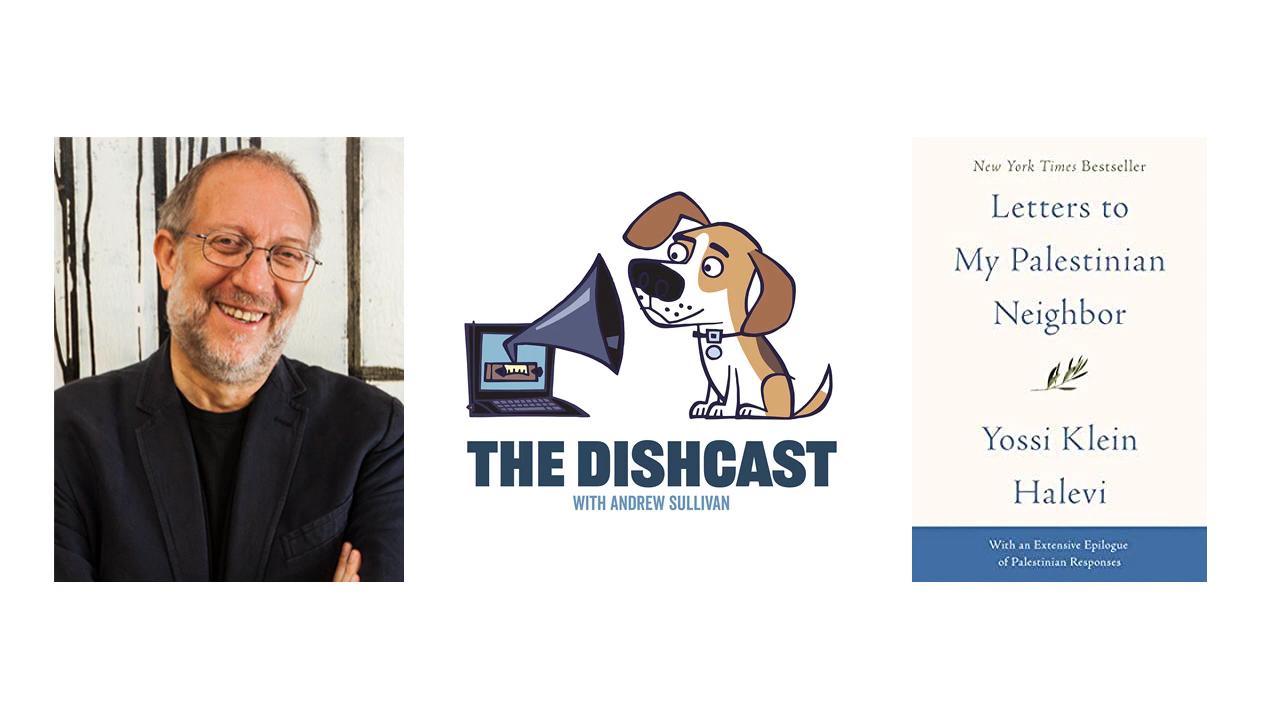 THE DISHCAST
WITH ANDREW SULLIVAN
New York Times Bestseller
Letters to
My Palestinian
Neighbor
Yossi Klein
Halevi
With an Extensive Epilogue
of Palestinian Responses